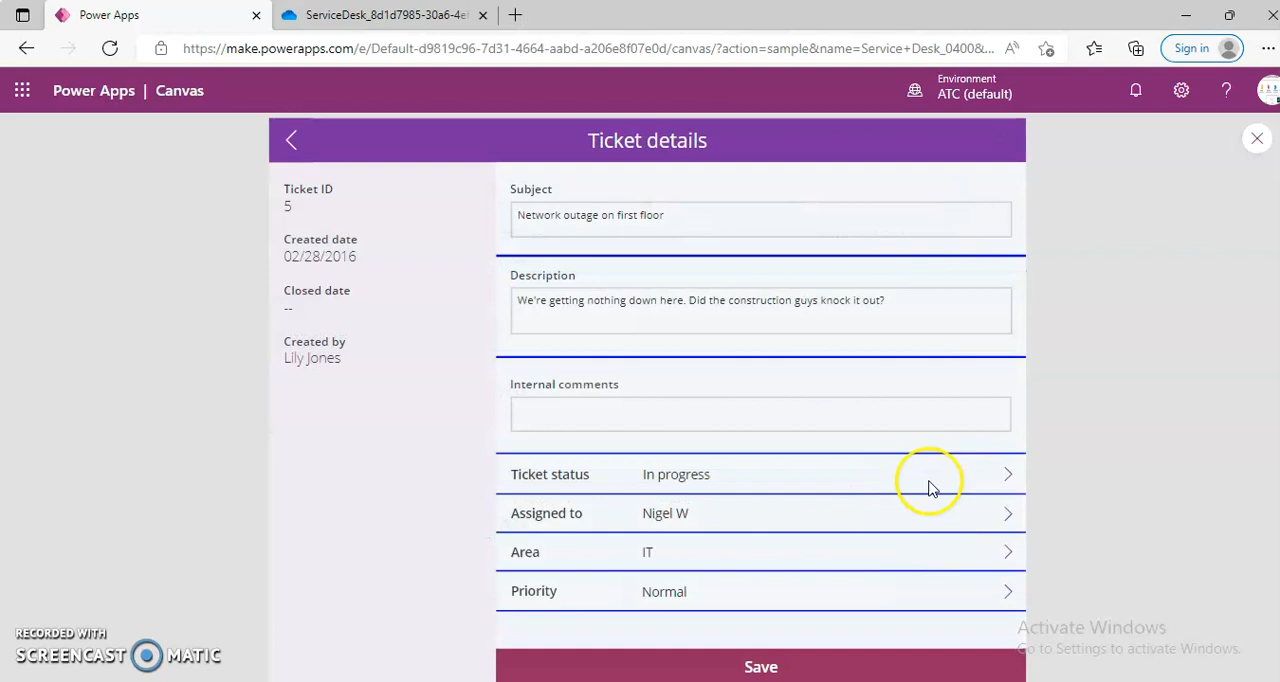 Power Apps
ServiceDesk_8d1d7985-30a6-4ef
https://make.powerapps.com/e/Default-d9819c96-7d31-4664-aabd-a206e8f07e0d/canvas/?action=sample&name=Service+Desk_0400&...
Sign in
Power Apps | Canvas
Environment
ATC (default)
Ticket details
Ticket ID
5
Created date
02/28/2016
Closed date
--
Created by
Lily Jones
Subject
Network outage on first floor
Description
We're getting nothing down here. Did the construction guys knock it out?
Internal comments
Ticket status In progress
Assigned to Nigel W
Area IT
Priority Normal
Save
Activate Windows
Go to Settings to activate Windows.
RECORDED WITH
SCREENCAST MATIC